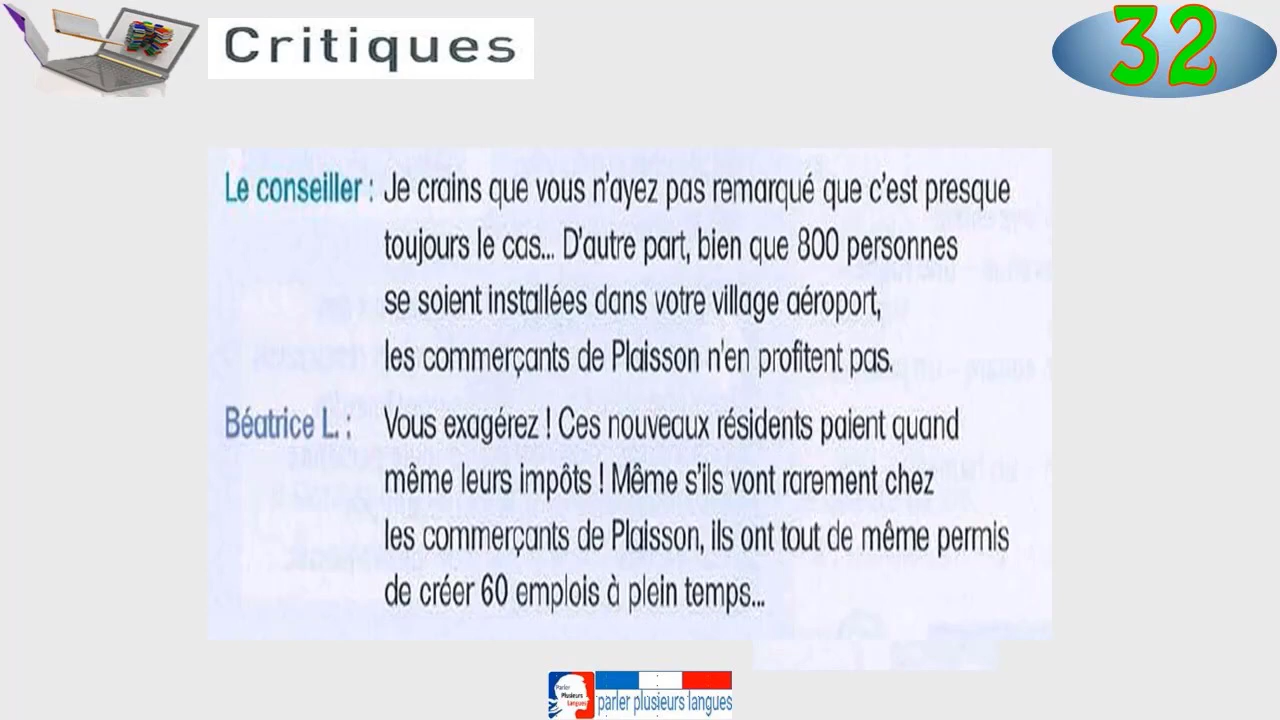 Critiques
32
Le conseiller : Je crains que vous n'ayez pas remarqué que c'est presque
toujours le cas... D'autre part, bien que 800 personnes
se soient installées dans votre village aéroport,
les commerçants de Plaisson n'en profitent pas.
Béatrice L. : Vous exagérez ! Ces nouveaux résidents paient quand
même leurs impôts ! Même s'ils vont rarement chez
les commerçants de Plaisson, ils ont tout de même permis
de créer 60 emplois à plein temps...
Parler
Plusieurs
Langues
parler plusieurs langues